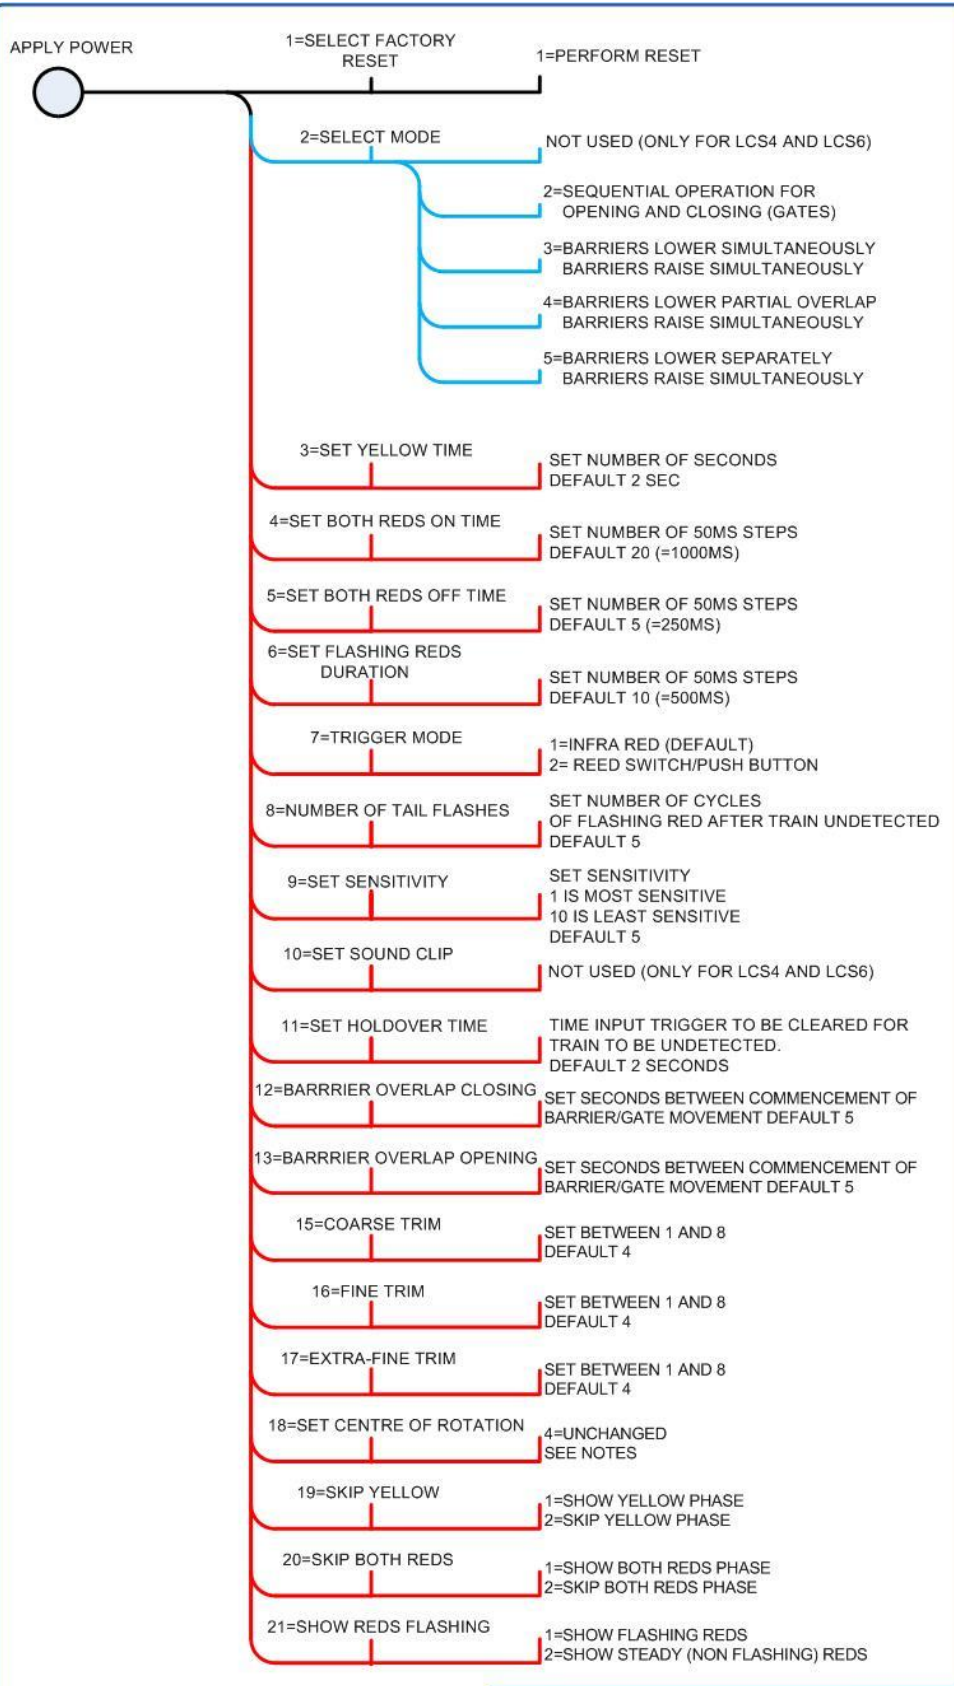 APPLY POWER
1=SELECT FACTORY
RESET
1=PERFORM RESET
2=SELECT MODE
NOT USED (ONLY FOR LCS4 AND LCS6)
2=SEQUENTIAL OPERATION FOR
OPENING AND CLOSING (GATES)
3=BARRIERS LOWER SIMULTANEOUSLY
BARRIERS RAISE SIMULTANEOUSLY
4=BARRIERS LOWER PARTIAL OVERLAP
BARRIERS RAISE SIMULTANEOUSLY
5=BARRIERS LOWER SEPARATELY
BARRIERS RAISE SIMULTANEOUSLY
3=SET YELLOW TIME
SET NUMBER OF SECONDS
DEFAULT 2 SEC
4=SET BOTH REDS ON TIME
SET NUMBER OF 50MS STEPS
DEFAULT 20 (=1000MS)
5=SET BOTH REDS OFF TIME
SET NUMBER OF 50MS STEPS
DEFAULT 5 (=250MS)
6=SET FLASHING REDS
DURATION
SET NUMBER OF 50MS STEPS
DEFAULT 10 (=500MS)
7=TRIGGER MODE
1=INFRA RED (DEFAULT)
2= REED SWITCH/PUSH BUTTON
8=NUMBER OF TAIL FLASHES
SET NUMBER OF CYCLES
OF FLASHING RED AFTER TRAIN UNDETECTED
DEFAULT 5
9=SET SENSITIVITY
SET SENSITIVITY
1 IS MOST SENSITIVE
10 IS LEAST SENSITIVE
DEFAULT 5
10=SET SOUND CLIP
NOT USED (ONLY FOR LCS4 AND LCS6)
11=SET HOLDOVER TIME
TIME INPUT TRIGGER TO BE CLEARED FOR
TRAIN TO BE UNDETECTED.
DEFAULT 2 SECONDS
12=BARRRIER OVERLAP CLOSING
SET SECONDS BETWEEN COMMENCEMENT OF
BARRIER/GATE MOVEMENT DEFAULT 5
13=BARRRIER OVERLAP OPENING
SET SECONDS BETWEEN COMMENCEMENT OF
BARRIER/GATE MOVEMENT DEFAULT 5
15=COARSE TRIM
SET BETWEEN 1 AND 8
DEFAULT 4
16=FINE TRIM
SET BETWEEN 1 AND 8
DEFAULT 4
17=EXTRA-FINE TRIM
SET BETWEEN 1 AND 8
DEFAULT 4
18=SET CENTRE OF ROTATION
4=UNCHANGED
SEE NOTES
19=SKIP YELLOW
1=SHOW YELLOW PHASE
2=SKIP YELLOW PHASE
20=SKIP BOTH REDS
1=SHOW BOTH REDS PHASE
2=SKIP BOTH REDS PHASE
21=SHOW REDS FLASHING
1=SHOW FLASHING REDS
2=SHOW STEADY (NON FLASHING) REDS